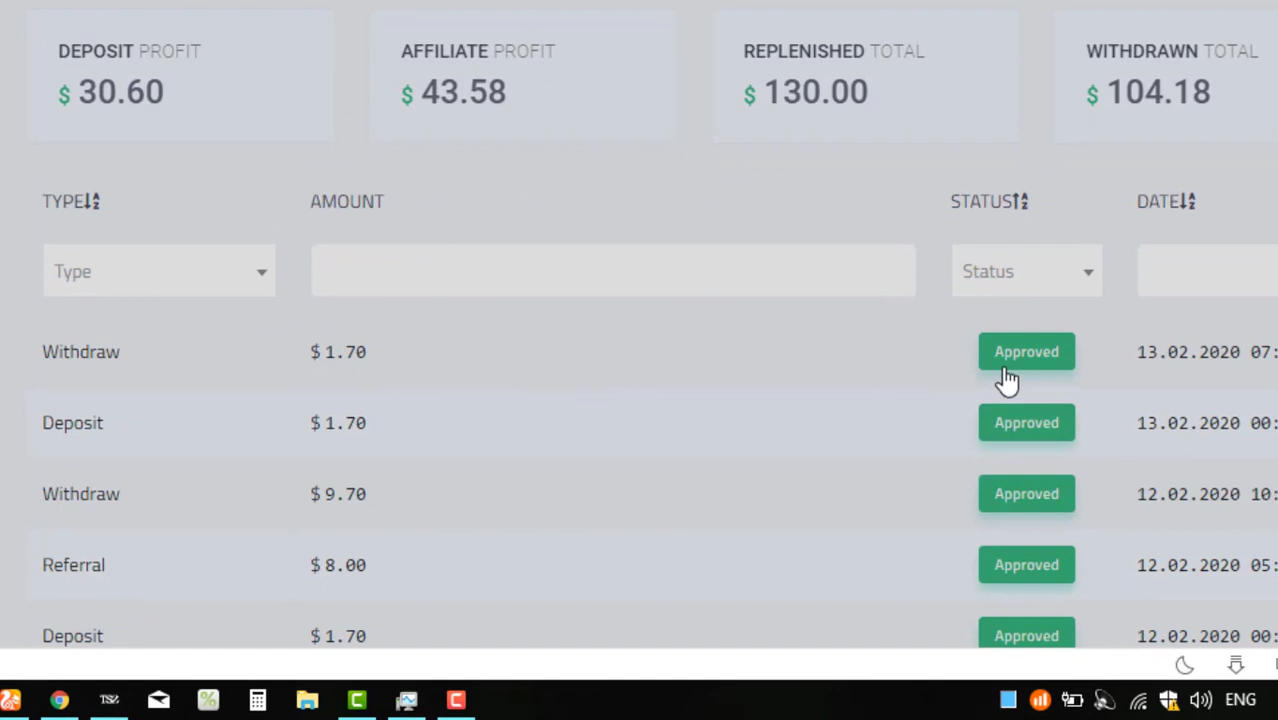 DEPOSIT PROFIT
$ 30.60
AFFILIATE PROFIT
$ 43.58
REPLENISHED TOTAL
$ 130.00
WITHDRAWN TOTAL
$ 104.18
TYPE AMOUNT STATUS DATE
Type Status
Withdraw $ 1.70 Approved 13.02.2020 07:
Deposit $ 1.70 Approved 13.02.2020 00:
Withdraw $ 9.70 Approved 12.02.2020 10:
Referral $ 8.00 Approved 12.02.2020 05:
Deposit $ 1.70 Approved 12.02.2020 00:
ENG